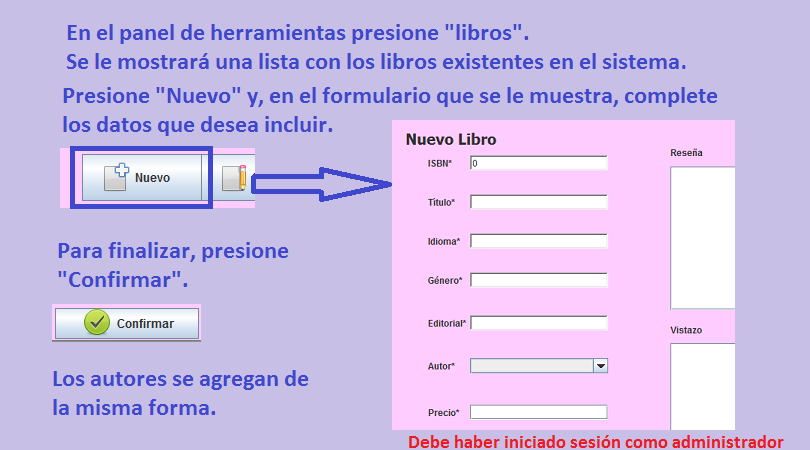 En el panel de herramientas presione "libros".
Se le mostrará una lista con los libros existentes en el sistema.
Presione "Nuevo" y, en el formulario que se le muestra, complete
los datos que desea incluir.
Nuevo
Nuevo Libro
ISBN*
0
Título*
Idioma*
Género*
Editorial*
Autor*
Precio*
Reseña
Vistazo
Para finalizar, presione
"Confirmar".
Confirmar
Los autores se agregan de
la misma forma.
Debe haber iniciado sesión como administrador